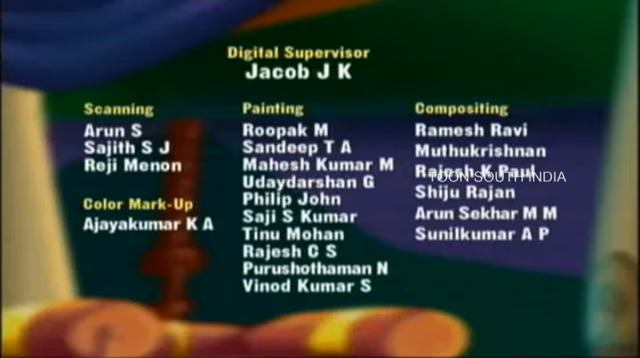 Digital Supervisor
Jacob J K
Scanning
Arun S
Sajith S J
Reji Menon
Color Mark-Up
Ajayakumar K A
Painting
Roopak M
Sandeep T A
Mahesh Kumar M
Udaydarshan G
Philip John
Saji S Kumar
Tinu Mohan
Rajesh C S
Purushothaman N
Vinod Kumar S
Compositing
Ramesh Ravi
Muthukrishnan
Rajesh K Paul
TOON SOUTH INDIA
Shiju Rajan
Arun Sekhar M M
Sunilkumar A P